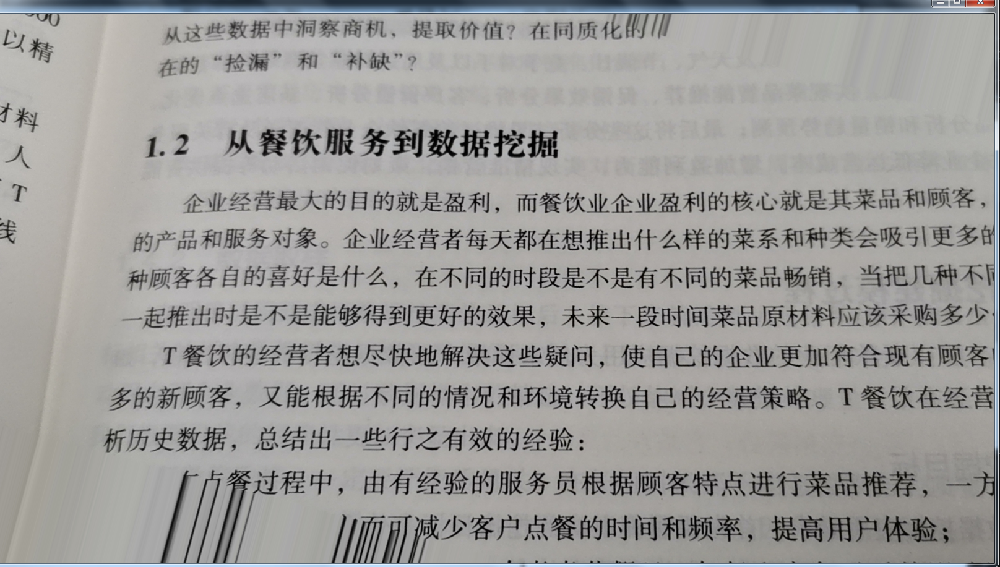 以精
材料
人
T
线
从这些数据中洞察商机，提取价值？在同质化的
在的“捡漏”和“补缺”？
1.2 从餐饮服务到数据挖掘
企业经营最大的目的就是盈利，而餐饮业企业盈利的核心就是其菜品和顾客，
的产品和服务对象。企业经营者每天都在想推出什么样的菜系和种类会吸引更多的
种顾客各自的喜好是什么，在不同的时段是不是有不同的菜品畅销，当把几种不同
一起推出时是不是能够得到更好的效果，未来一段时间菜品原材料应该采购多少
T 餐饮的经营者想尽快地解决这些疑问，使自己的企业更加符合现有顾客
多的新顾客，又能根据不同的情况和环境转换自己的经营策略。T 餐饮在经营
析历史数据，总结出一些行之有效的经验：
点餐过程中，由有经验的服务员根据顾客特点进行菜品推荐，一方
而可减少客户点餐的时间和频率，提高用户体验；